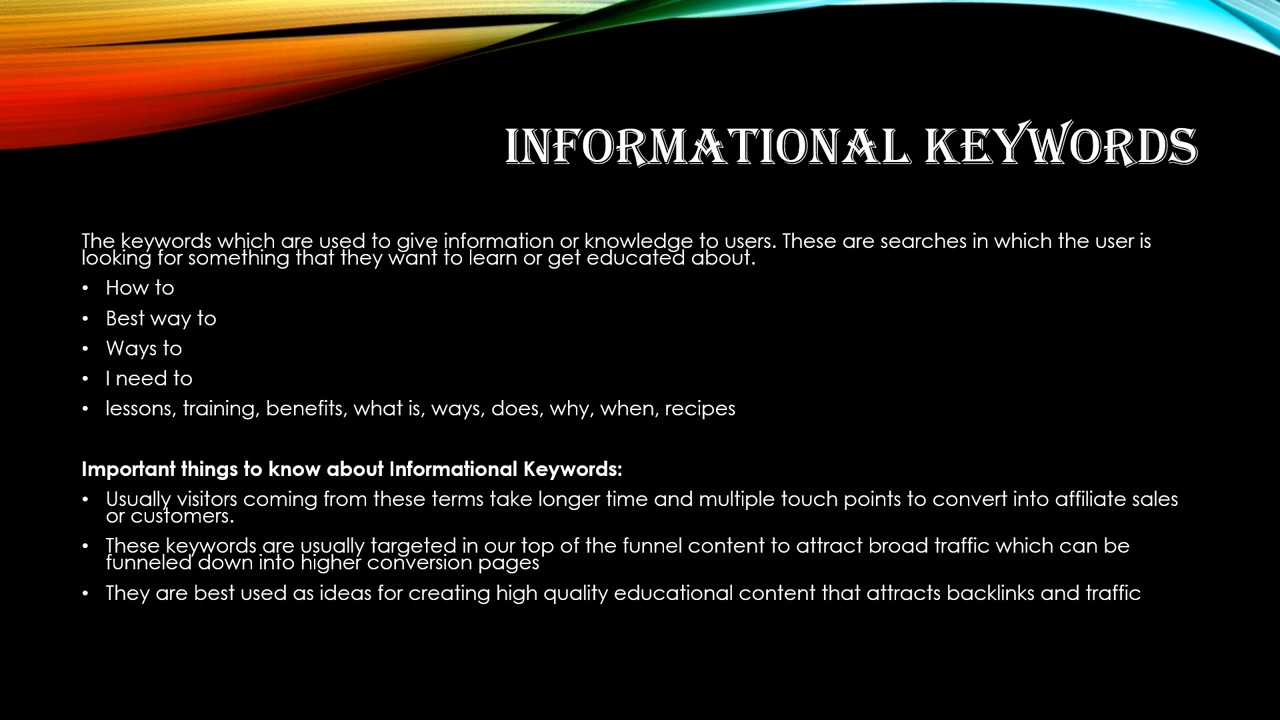 INFORMATIONAL KEYWORDS
The keywords which are used to give information or knowledge to users. These are searches in which the user is
looking for something that they want to learn or get educated about.
• How to
• Best way to
• Ways to
• I need to
• lessons, training, benefits, what is, ways, does, why, when, recipes
Important things to know about Informational Keywords:
• Usually visitors coming from these terms take longer time and multiple touch points to convert into affiliate sales
or customers.
• These keywords are usually targeted in our top of the funnel content to attract broad traffic which can be
funneled down into higher conversion pages
• They are best used as ideas for creating high quality educational content that attracts backlinks and traffic